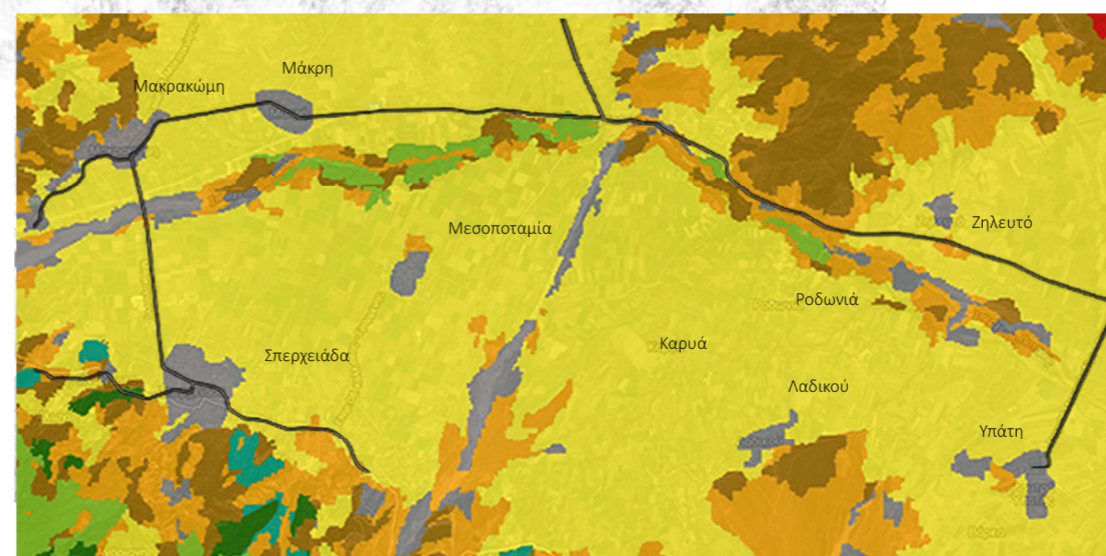 Μάκρη
Μακρακώμη
Μεσοποταμία
Ζηλευτό
Ροδωνιά
Σπερχειάδα
Καρυά
Λαδικού
Υπάτη